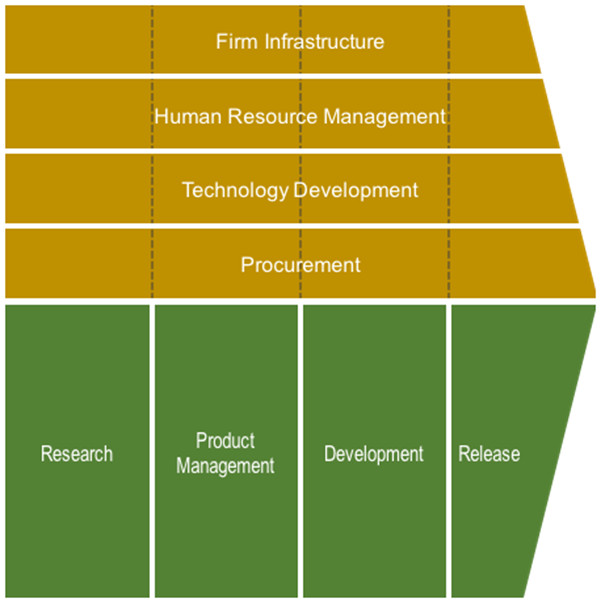 Firm Infrastructure
Human Resource Management
Technology Development
Procurement
Research
Product
Management
Development
Release